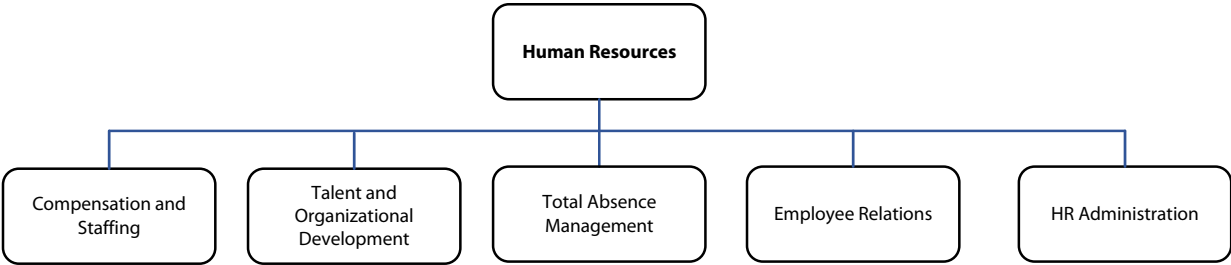 Human Resources
Compensation and
Staffing
Talent and
Organizational
Development
Total Absence
Management
Employee Relations
HR Administration